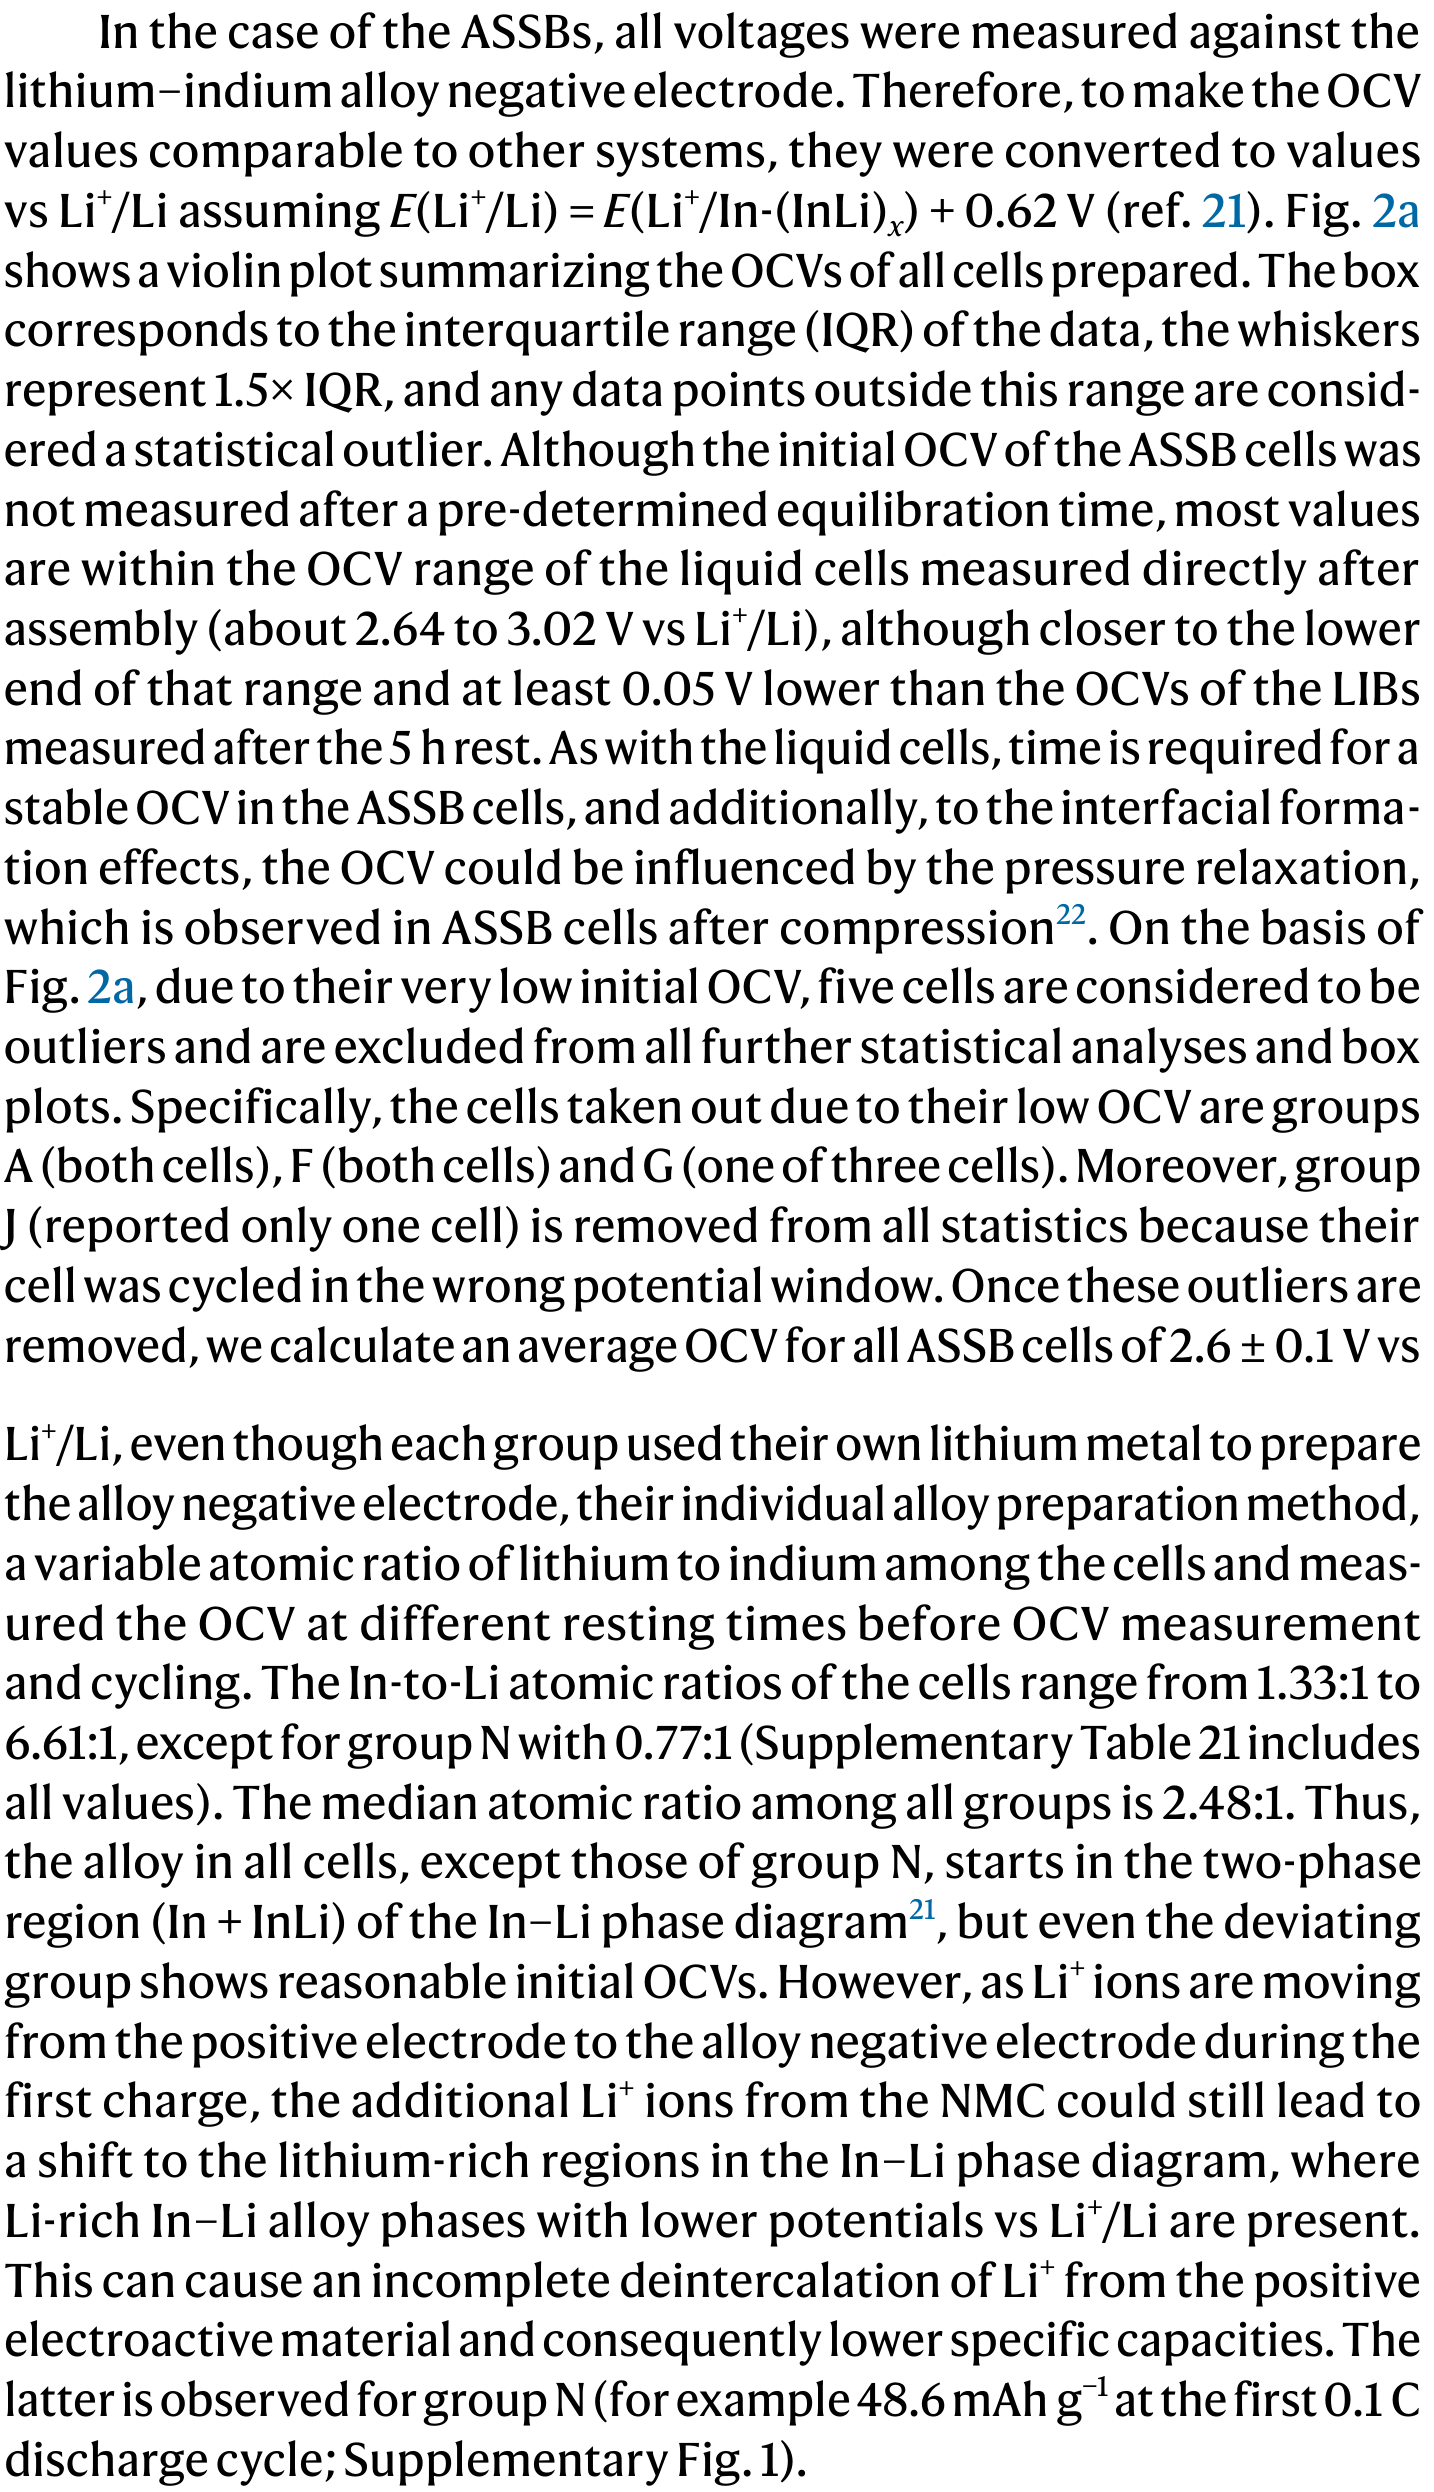 In the case of the ASSBs, all voltages were measured against the
lithium–indium alloy negative electrode. Therefore, to make the OCV
values comparable to other systems, they were converted to values
vs Li⁺/Li assuming E(Li⁺/Li) = E(Li⁺/In-(InLi)ₓ) + 0.62 V (ref. 21). Fig. 2a
shows a violin plot summarizing the OCVs of all cells prepared. The box
corresponds to the interquartile range (IQR) of the data, the whiskers
represent 1.5× IQR, and any data points outside this range are consid-
ered a statistical outlier. Although the initial OCV of the ASSB cells was
not measured after a pre-determined equilibration time, most values
are within the OCV range of the liquid cells measured directly after
assembly (about 2.64 to 3.02 V vs Li⁺/Li), although closer to the lower
end of that range and at least 0.05 V lower than the OCVs of the LIBs
measured after the 5 h rest. As with the liquid cells, time is required for a
stable OCV in the ASSB cells, and additionally, to the interfacial forma-
tion effects, the OCV could be influenced by the pressure relaxation,
which is observed in ASSB cells after compression²². On the basis of
Fig. 2a, due to their very low initial OCV, five cells are considered to be
outliers and are excluded from all further statistical analyses and box
plots. Specifically, the cells taken out due to their low OCV are groups
A (both cells), F (both cells) and G (one of three cells). Moreover, group
J (reported only one cell) is removed from all statistics because their
cell was cycled in the wrong potential window. Once these outliers are
removed, we calculate an average OCV for all ASSB cells of 2.6 ± 0.1 V vs
Li⁺/Li, even though each group used their own lithium metal to prepare
the alloy negative electrode, their individual alloy preparation method,
a variable atomic ratio of lithium to indium among the cells and meas-
ured the OCV at different resting times before OCV measurement
and cycling. The In-to-Li atomic ratios of the cells range from 1.33:1 to
6.61:1, except for group N with 0.77:1 (Supplementary Table 21 includes
all values). The median atomic ratio among all groups is 2.48:1. Thus,
the alloy in all cells, except those of group N, starts in the two-phase
region (In + InLi) of the In–Li phase diagram²¹, but even the deviating
group shows reasonable initial OCVs. However, as Li⁺ ions are moving
from the positive electrode to the alloy negative electrode during the
first charge, the additional Li⁺ ions from the NMC could still lead to
a shift to the lithium-rich regions in the In–Li phase diagram, where
Li-rich In–Li alloy phases with lower potentials vs Li⁺/Li are present.
This can cause an incomplete deintercalation of Li⁺ from the positive
electroactive material and consequently lower specific capacities. The
latter is observed for group N (for example 48.6 mAh g⁻¹ at the first 0.1 C
discharge cycle; Supplementary Fig. 1).